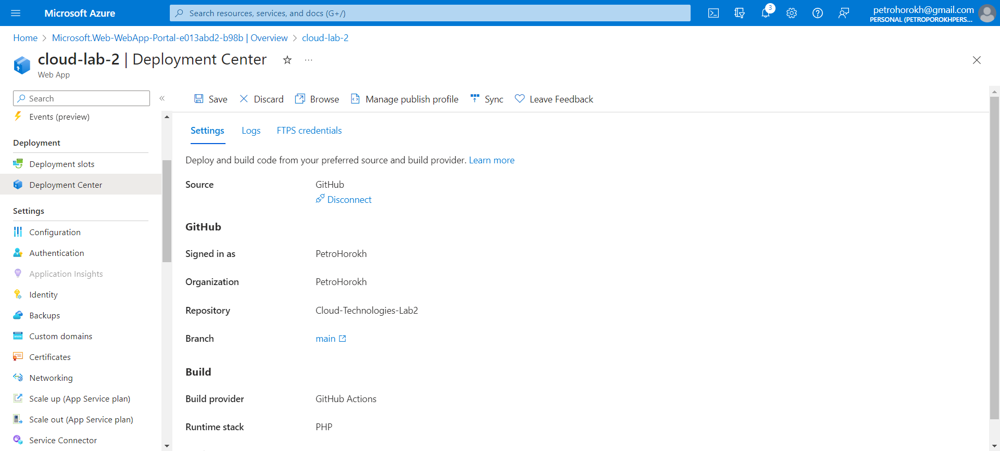 Microsoft Azure
Search resources, services, and docs (G+/)
3
petrohorokh@gmail.com
PERSONAL (PETROPOROKHPERS...
Home > Microsoft.Web-WebApp-Portal-e013abd2-b98b | Overview > cloud-lab-2
cloud-lab-2 | Deployment Center ...
Web App
Search
«
Events (preview)
Deployment
Deployment slots
Deployment Center
Settings
Configuration
Authentication
Application Insights
Identity
Backups
Custom domains
Certificates
Networking
Scale up (App Service plan)
Scale out (App Service plan)
Service Connector
Save Discard Browse Manage publish profile Sync Leave Feedback
Settings Logs FTPS credentials
Deploy and build code from your preferred source and build provider. Learn more
Source GitHub
Disconnect
GitHub
Signed in as PetroHorokh
Organization PetroHorokh
Repository Cloud-Technologies-Lab2
Branch main
Build
Build provider GitHub Actions
Runtime stack PHP